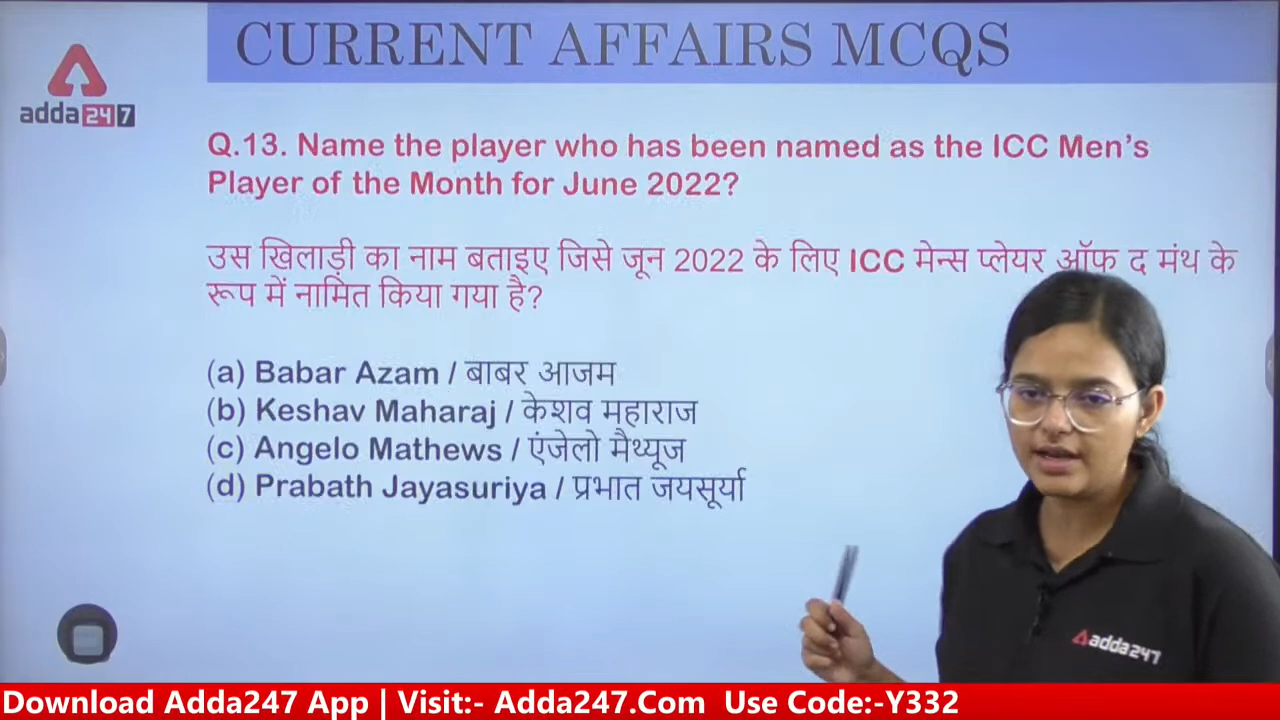 CURRENT AFFAIRS MCQS
adda247
Q.13. Name the player who has been named as the ICC Men's
Player of the Month for June 2022?
उस खिलाड़ी का नाम बताइए जिसे जून 2022 के लिए ICC मेन्स प्लेयर ऑफ द मंथ के
रूप में नामित किया गया है?
(a) Babar Azam / बाबर आजम
(b) Keshav Maharaj / केशव महाराज
(c) Angelo Mathews / एंजेलो मैथ्यूज
(d) Prabath Jayasuriya / प्रभात जयसूर्या
adda247
Download Adda247 App | Visit:- Adda247.Com Use Code:-Y332